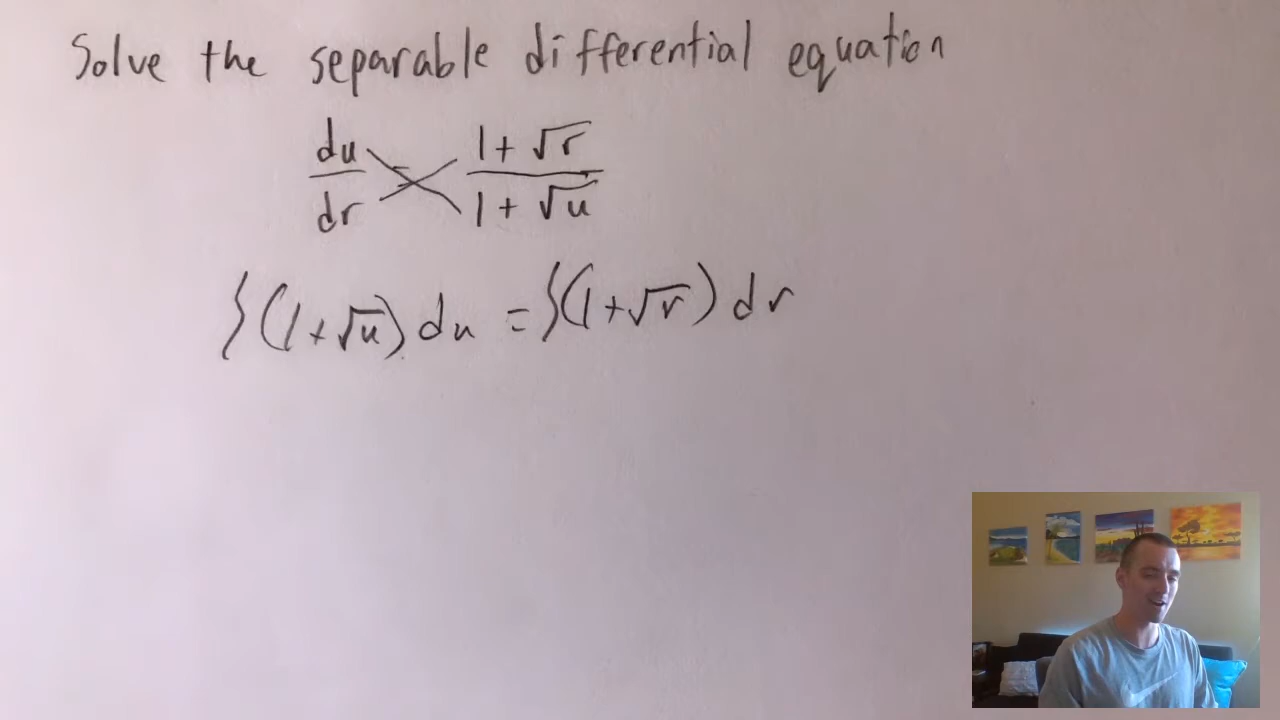 Solve the separable differential equation
du/dr = (1 + √r)/(1 + √u)
∫(1+√u) du = ∫(1+√r) dr